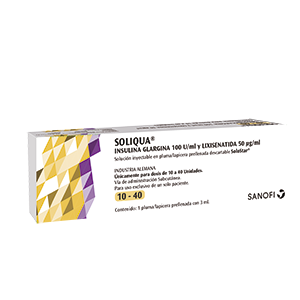 SOLIQUA®
INSULINA GLARGINA 100 U/ml y LIXISENATIDA 50 μg/ml
Solución inyectable en pluma/lapicera prellenada descartable SoloStar®
INDUSTRIA ALEMANA
Únicamente para dosis de 10 a 40 Unidades.
Vía de administración Subcutánea.
Para uso exclusivo de un solo paciente.
10 - 40
Contenido: 1 pluma/lapicera prellenada con 3 ml
SANOFI